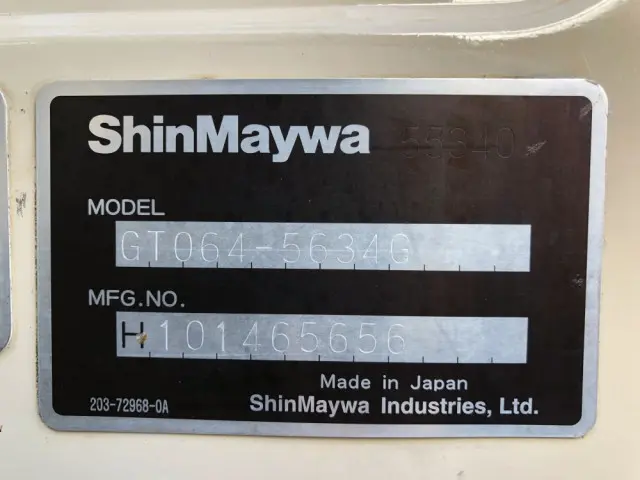 ShinMaywa
MODEL
GT064-5634G
MFG.NO.
H101465656
Made in Japan
203-72968-0A
ShinMaywa Industries, Ltd.